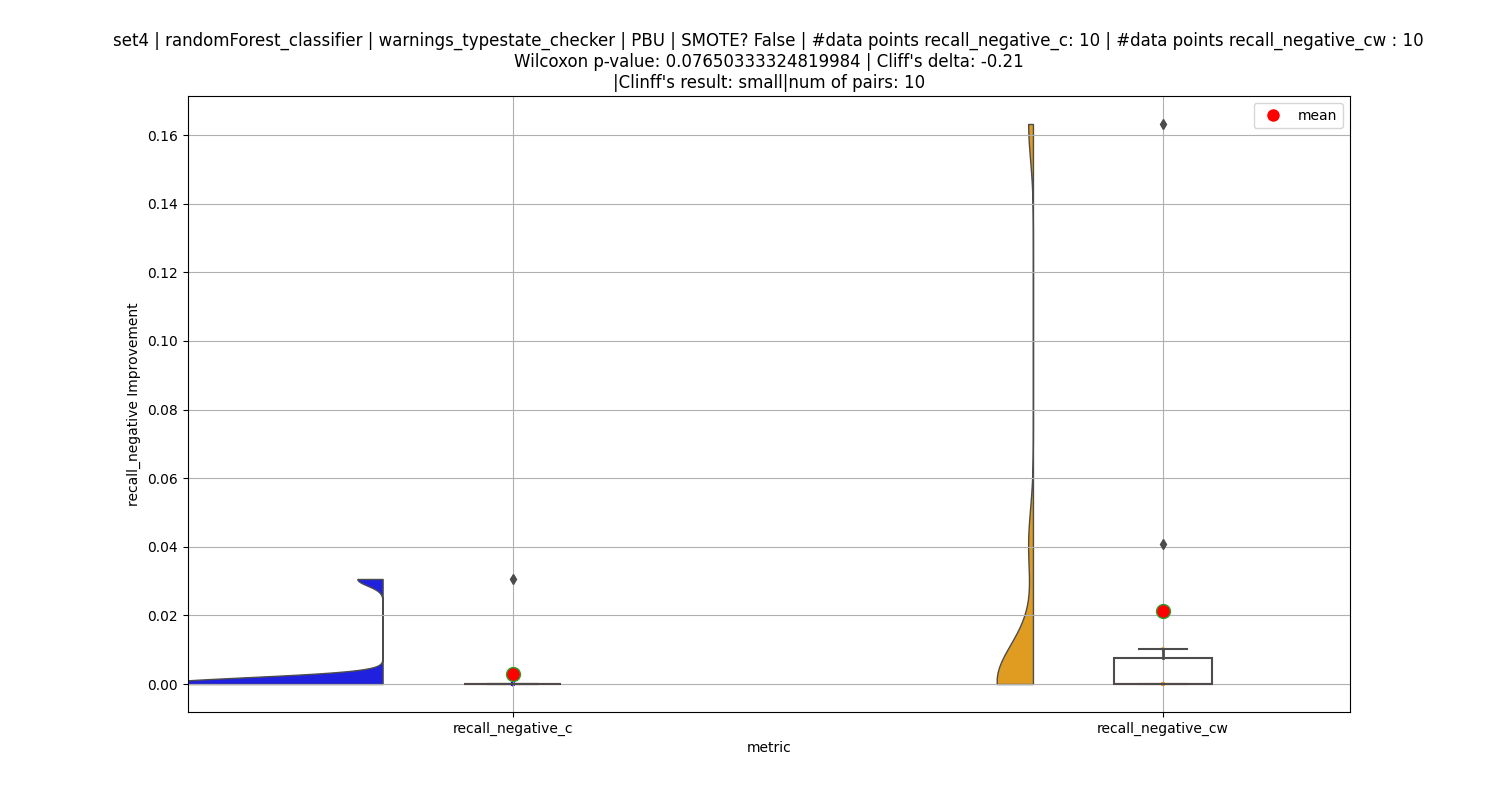 set4 | randomForest_classifier | warnings_typestate_checker | PBU | SMOTE? False | #data points recall_negative_c: 10 | #data points recall_negative_cw : 10
Wilcoxon p-value: 0.07650333324819984 | Cliff's delta: -0.21
|Clinff's result: small|num of pairs: 10
mean
0.16
0.14
0.12
0.10
0.08
0.06
0.04
0.02
0.00
recall_negative Improvement
recall_negative_c
recall_negative_cw
metric